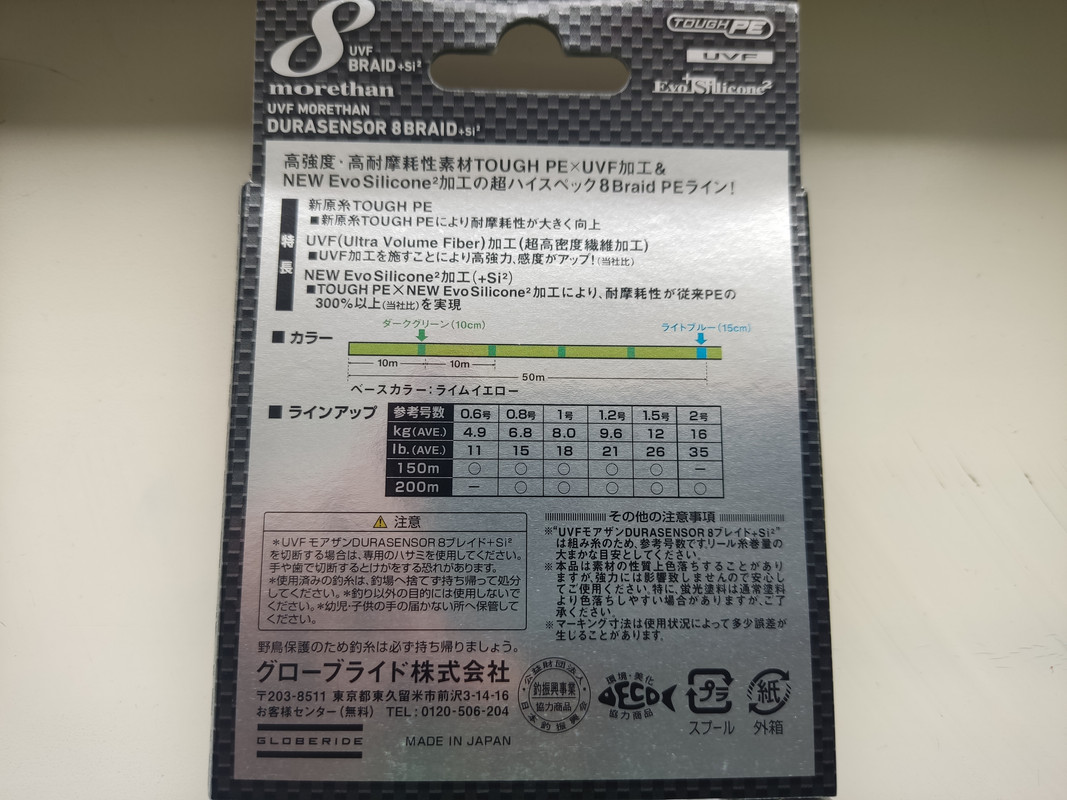 8 UVF BRAID+Si²
morethan
UVF MORETHAN
DURASENSOR 8BRAID+Si²
TOUGH PE
UVF
Evo Silicone²
高強度・高耐摩耗性素材TOUGH PE×UVF加工&
NEW EvoSilicone²加工の超ハイスペック8Braid PEライン!
特長
新原糸TOUGH PE
■新原糸TOUGH PEにより耐摩耗性が大きく向上
UVF(Ultra Volume Fiber)加工(超高密度繊維加工)
■UVF加工を施すことにより高強力、感度がアップ!(当社比)
NEW EvoSilicone²加工(+Si²)
■TOUGH PE×NEW EvoSilicone²加工により、耐摩耗性が従来PEの
300%以上(当社比)を実現
■ カラー
ダークグリーン(10cm)
ライトブルー(15cm)
10m 10m
50m
ベースカラー:ライムイエロー
■ ラインアップ
参考号数 0.6号 0.8号 1号 1.2号 1.5号 2号
kg(AVE.) 4.9 6.8 8.0 9.6 12 16
lb.(AVE.) 11 15 18 21 26 35
150m ○ ○ ○ ○ ○ −
200m − ○ ○ ○ ○ ○
⚠ 注意
*UVFモアザンDURASENSOR 8ブレイド+Si²
を切断する場合は、専用のハサミを使用してください。
手や歯で切断するとけがをする恐れがあります。
*使用済みの釣糸は、釣場へ捨てず持ち帰って処分
してください。*釣り以外の目的には使用しないで
ください。*幼児・子供の手の届かない所へ保管して
ください。
その他の注意事項
※"UVFモアザンDURASENSOR 8ブレイド+Si²"
は組み糸のため、参考号数です。リール糸巻量の
大まかな目安としてください。
※本品は素材の性質上色落ちすることがあり
ますが、強力には影響致しませんので安心し
てご使用ください。特に、蛍光塗料は通常塗料
より色落ちしやすい場合がありますが、ご了
承ください。
※マーキング寸法は使用状況によって多少誤差が
生じることがあります。
野鳥保護のため釣糸は必ず持ち帰りましょう。
グローブライド株式会社
〒203-8511 東京都東久留米市前沢3-14-16
お客様センター(無料) TEL:0120-506-204
GLOBERIDE
MADE IN JAPAN
公益財団法人
釣振興事業
協力商品
日本釣振興会
環境・美化
ECO
協力商品
プラ
スプール
紙
外箱